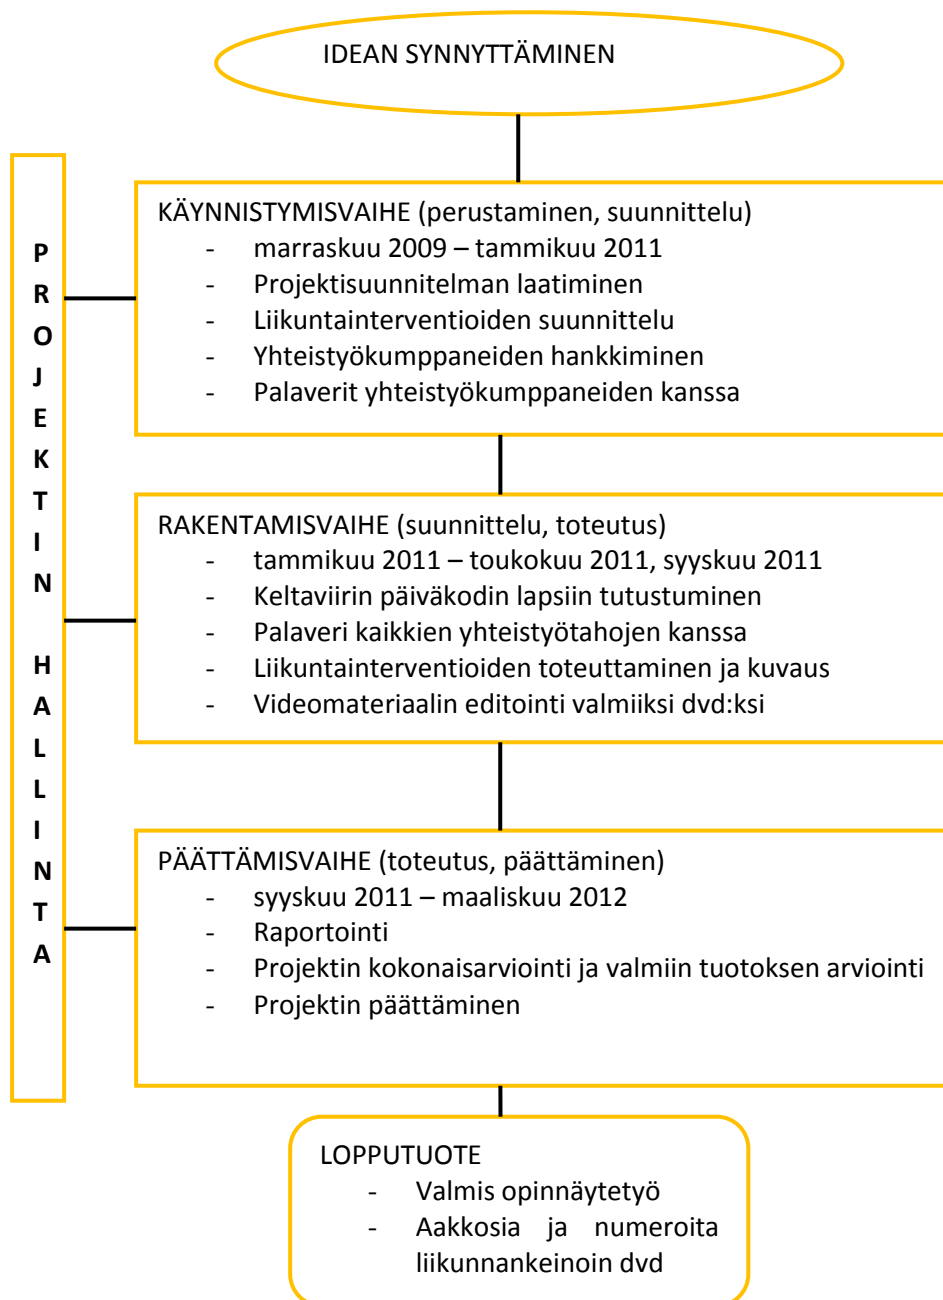 IDEAN SYNNYTTÄMINEN
PROJEKTIN HALLINTA
KÄYNNISTYMISVAIHE (perustaminen, suunnittelu)
- marraskuu 2009 – tammikuu 2011
- Projektisuunnitelman laatiminen
- Liikuntainterventioiden suunnittelu
- Yhteistyökumppaneiden hankkiminen
- Palaverit yhteistyökumppaneiden kanssa
RAKENTAMISVAIHE (suunnittelu, toteutus)
- tammikuu 2011 – toukokuu 2011, syyskuu 2011
- Keltaviirin päiväkodin lapsiin tutustuminen
- Palaveri kaikkien yhteistyötahojen kanssa
- Liikuntainterventioiden toteuttaminen ja kuvaus
- Videomateriaalin editointi valmiiksi dvd:ksi
PÄÄTTÄMISVAIHE (toteutus, päättäminen)
- syyskuu 2011 – maaliskuu 2012
- Raportointi
- Projektin kokonaisarviointi ja valmiin tuotoksen arviointi
- Projektin päättäminen
LOPPUTUOTE
- Valmis opinnäytetyö
- Aakkosia ja numeroita
liikunnankeinoin dvd